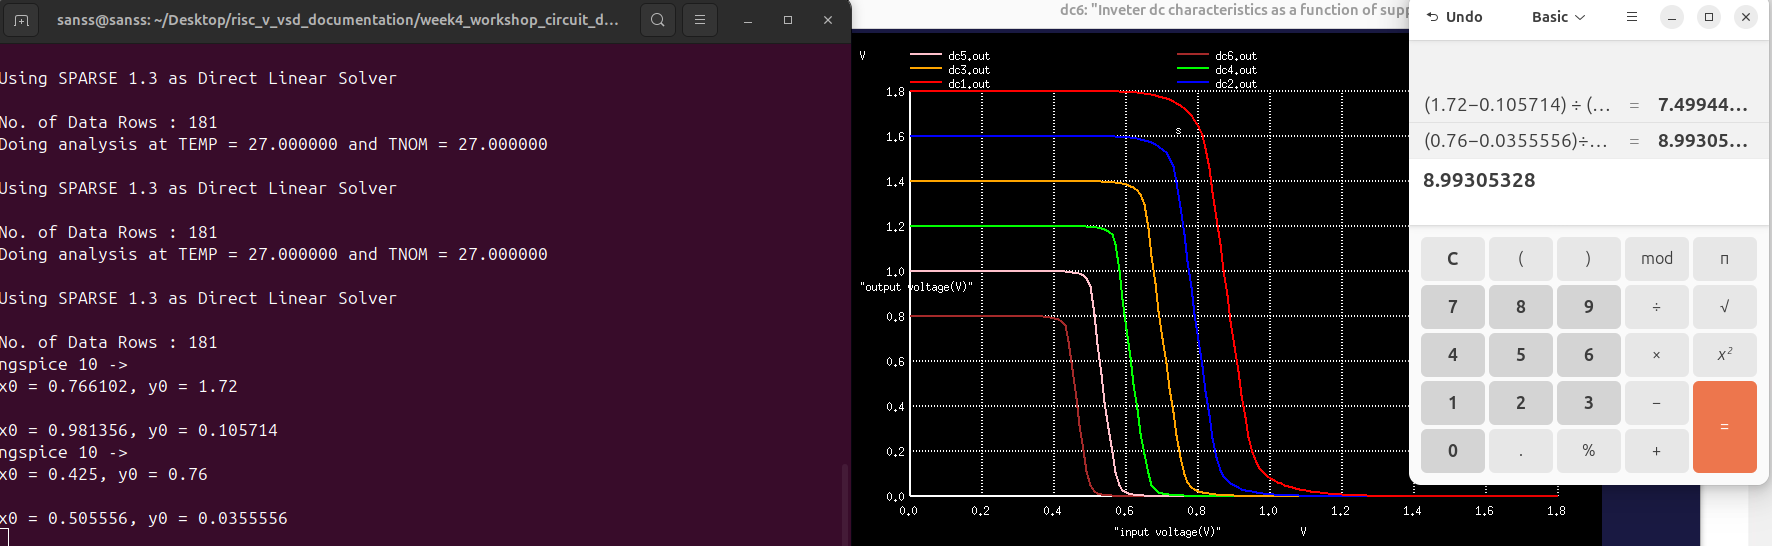 sanss@sanss: ~/Desktop/risc_v_vsd_documentation/week4_workshop_circuit_d...
Using SPARSE 1.3 as Direct Linear Solver
No. of Data Rows : 181
Doing analysis at TEMP = 27.000000 and TNOM = 27.000000
Using SPARSE 1.3 as Direct Linear Solver
No. of Data Rows : 181
Doing analysis at TEMP = 27.000000 and TNOM = 27.000000
Using SPARSE 1.3 as Direct Linear Solver
No. of Data Rows : 181
ngspice 10 ->
x0 = 0.766102, y0 = 1.72
x0 = 0.981356, y0 = 0.105714
ngspice 10 ->
x0 = 0.425, y0 = 0.76
x0 = 0.505556, y0 = 0.0355556
dc6: "Inveter dc characteristics as a function of supp
V
dc5.out dc6.out
dc3.out dc4.out
dc1.out dc2.out
1.8
s
1.6
1.4
1.2
1.0
"output voltage(V)"
0.8
0.6
0.4
0.2
0.0
0.0 0.2 0.4 0.6 0.8 1.0 1.2 1.4 1.6 1.8
"input voltage(V)" V
Undo Basic
(1.72−0.105714) ÷ (... = 7.49944...
(0.76−0.0355556)÷... = 8.99305...
8.99305328
C ( ) mod π
7 8 9 ÷ √
4 5 6 × x²
1 2 3 − =
0 . % +